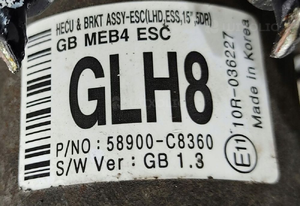 HECU & BRKT ASSY-ESC(LHD,ESS,15",5DR)
GB MEB4 ESC
GLH8
P/NO : 58900-C8360
S/W Ver : GB 1.3
E11
10R-036227
Made in Korea